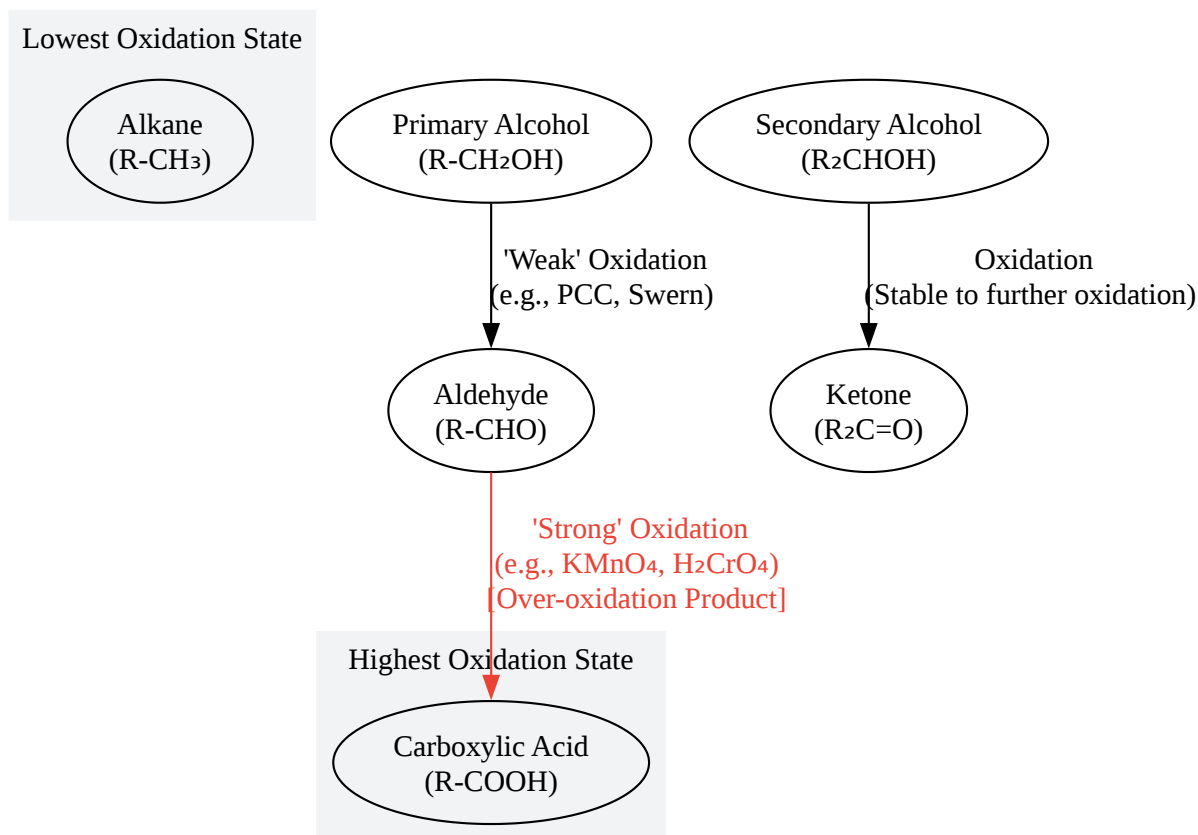 Lowest Oxidation State
Alkane
(R-CH₃)
Primary Alcohol
(R-CH₂OH)
Secondary Alcohol
(R₂CHOH)
'Weak' Oxidation
(e.g., PCC, Swern)
Oxidation
(Stable to further oxidation)
Aldehyde
(R-CHO)
Ketone
(R₂C=O)
'Strong' Oxidation
(e.g., KMnO₄, H₂CrO₄)
[Over-oxidation Product]
Highest Oxidation State
Carboxylic Acid
(R-COOH)